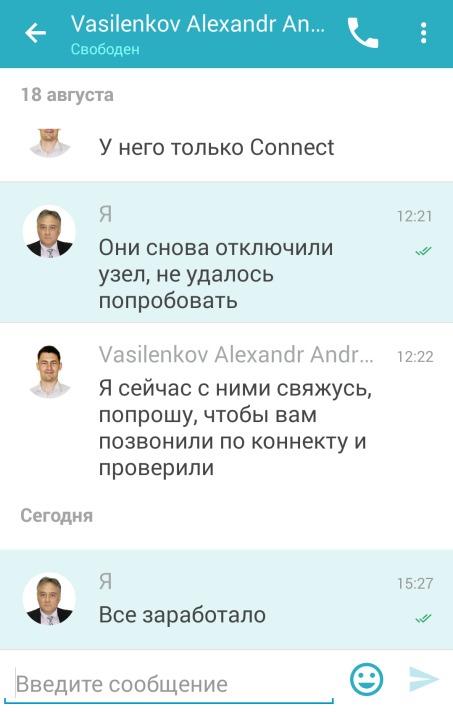 Vasilenkov Alexandr An...
Свободен
18 августа
У него только Connect
Я
12:21
Они снова отключили
узел, не удалось
попробовать
Vasilenkov Alexandr Andr...
12:22
Я сейчас с ними свяжусь,
попрошу, чтобы вам
позвонили по коннекту и
проверили
Сегодня
Я
15:27
Все заработало
Введите сообщение